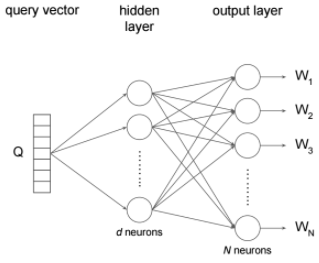 query vector
hidden
layer
output layer
Q
W1
W2
W3
WN
d neurons
N neurons